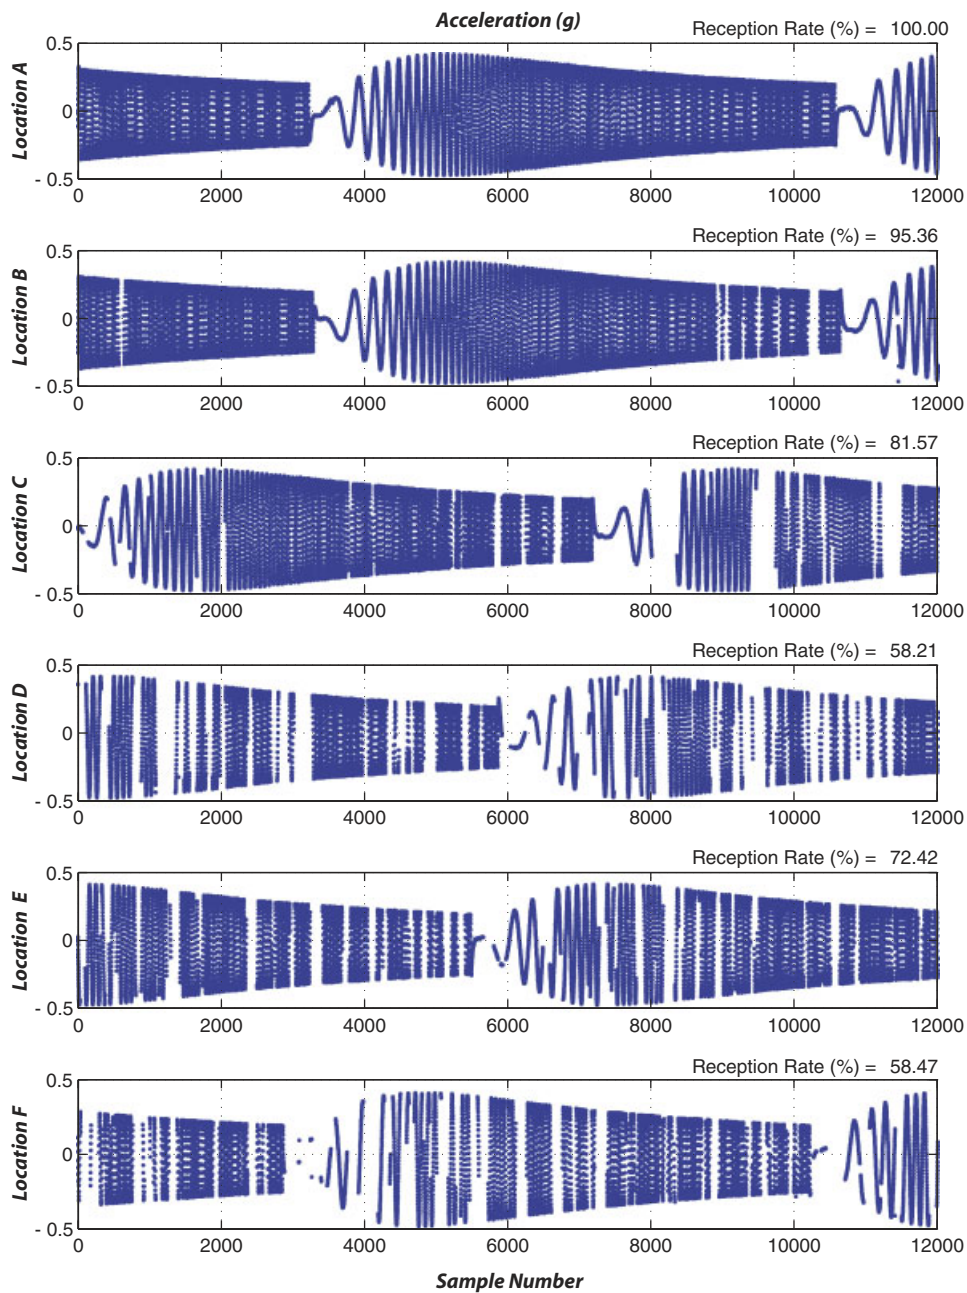 Acceleration (g)
Reception Rate (%) = 100.00
Location A
0.5
0
- 0.5
0 2000 4000 6000 8000 10000 12000
Reception Rate (%) = 95.36
Location B
0.5
0
- 0.5
0 2000 4000 6000 8000 10000 12000
Reception Rate (%) = 81.57
Location C
0.5
0
- 0.5
0 2000 4000 6000 8000 10000 12000
Reception Rate (%) = 58.21
Location D
0.5
0
- 0.5
0 2000 4000 6000 8000 10000 12000
Reception Rate (%) = 72.42
Location E
0.5
0
- 0.5
0 2000 4000 6000 8000 10000 12000
Reception Rate (%) = 58.47
Location F
0.5
0
- 0.5
0 2000 4000 6000 8000 10000 12000
Sample Number